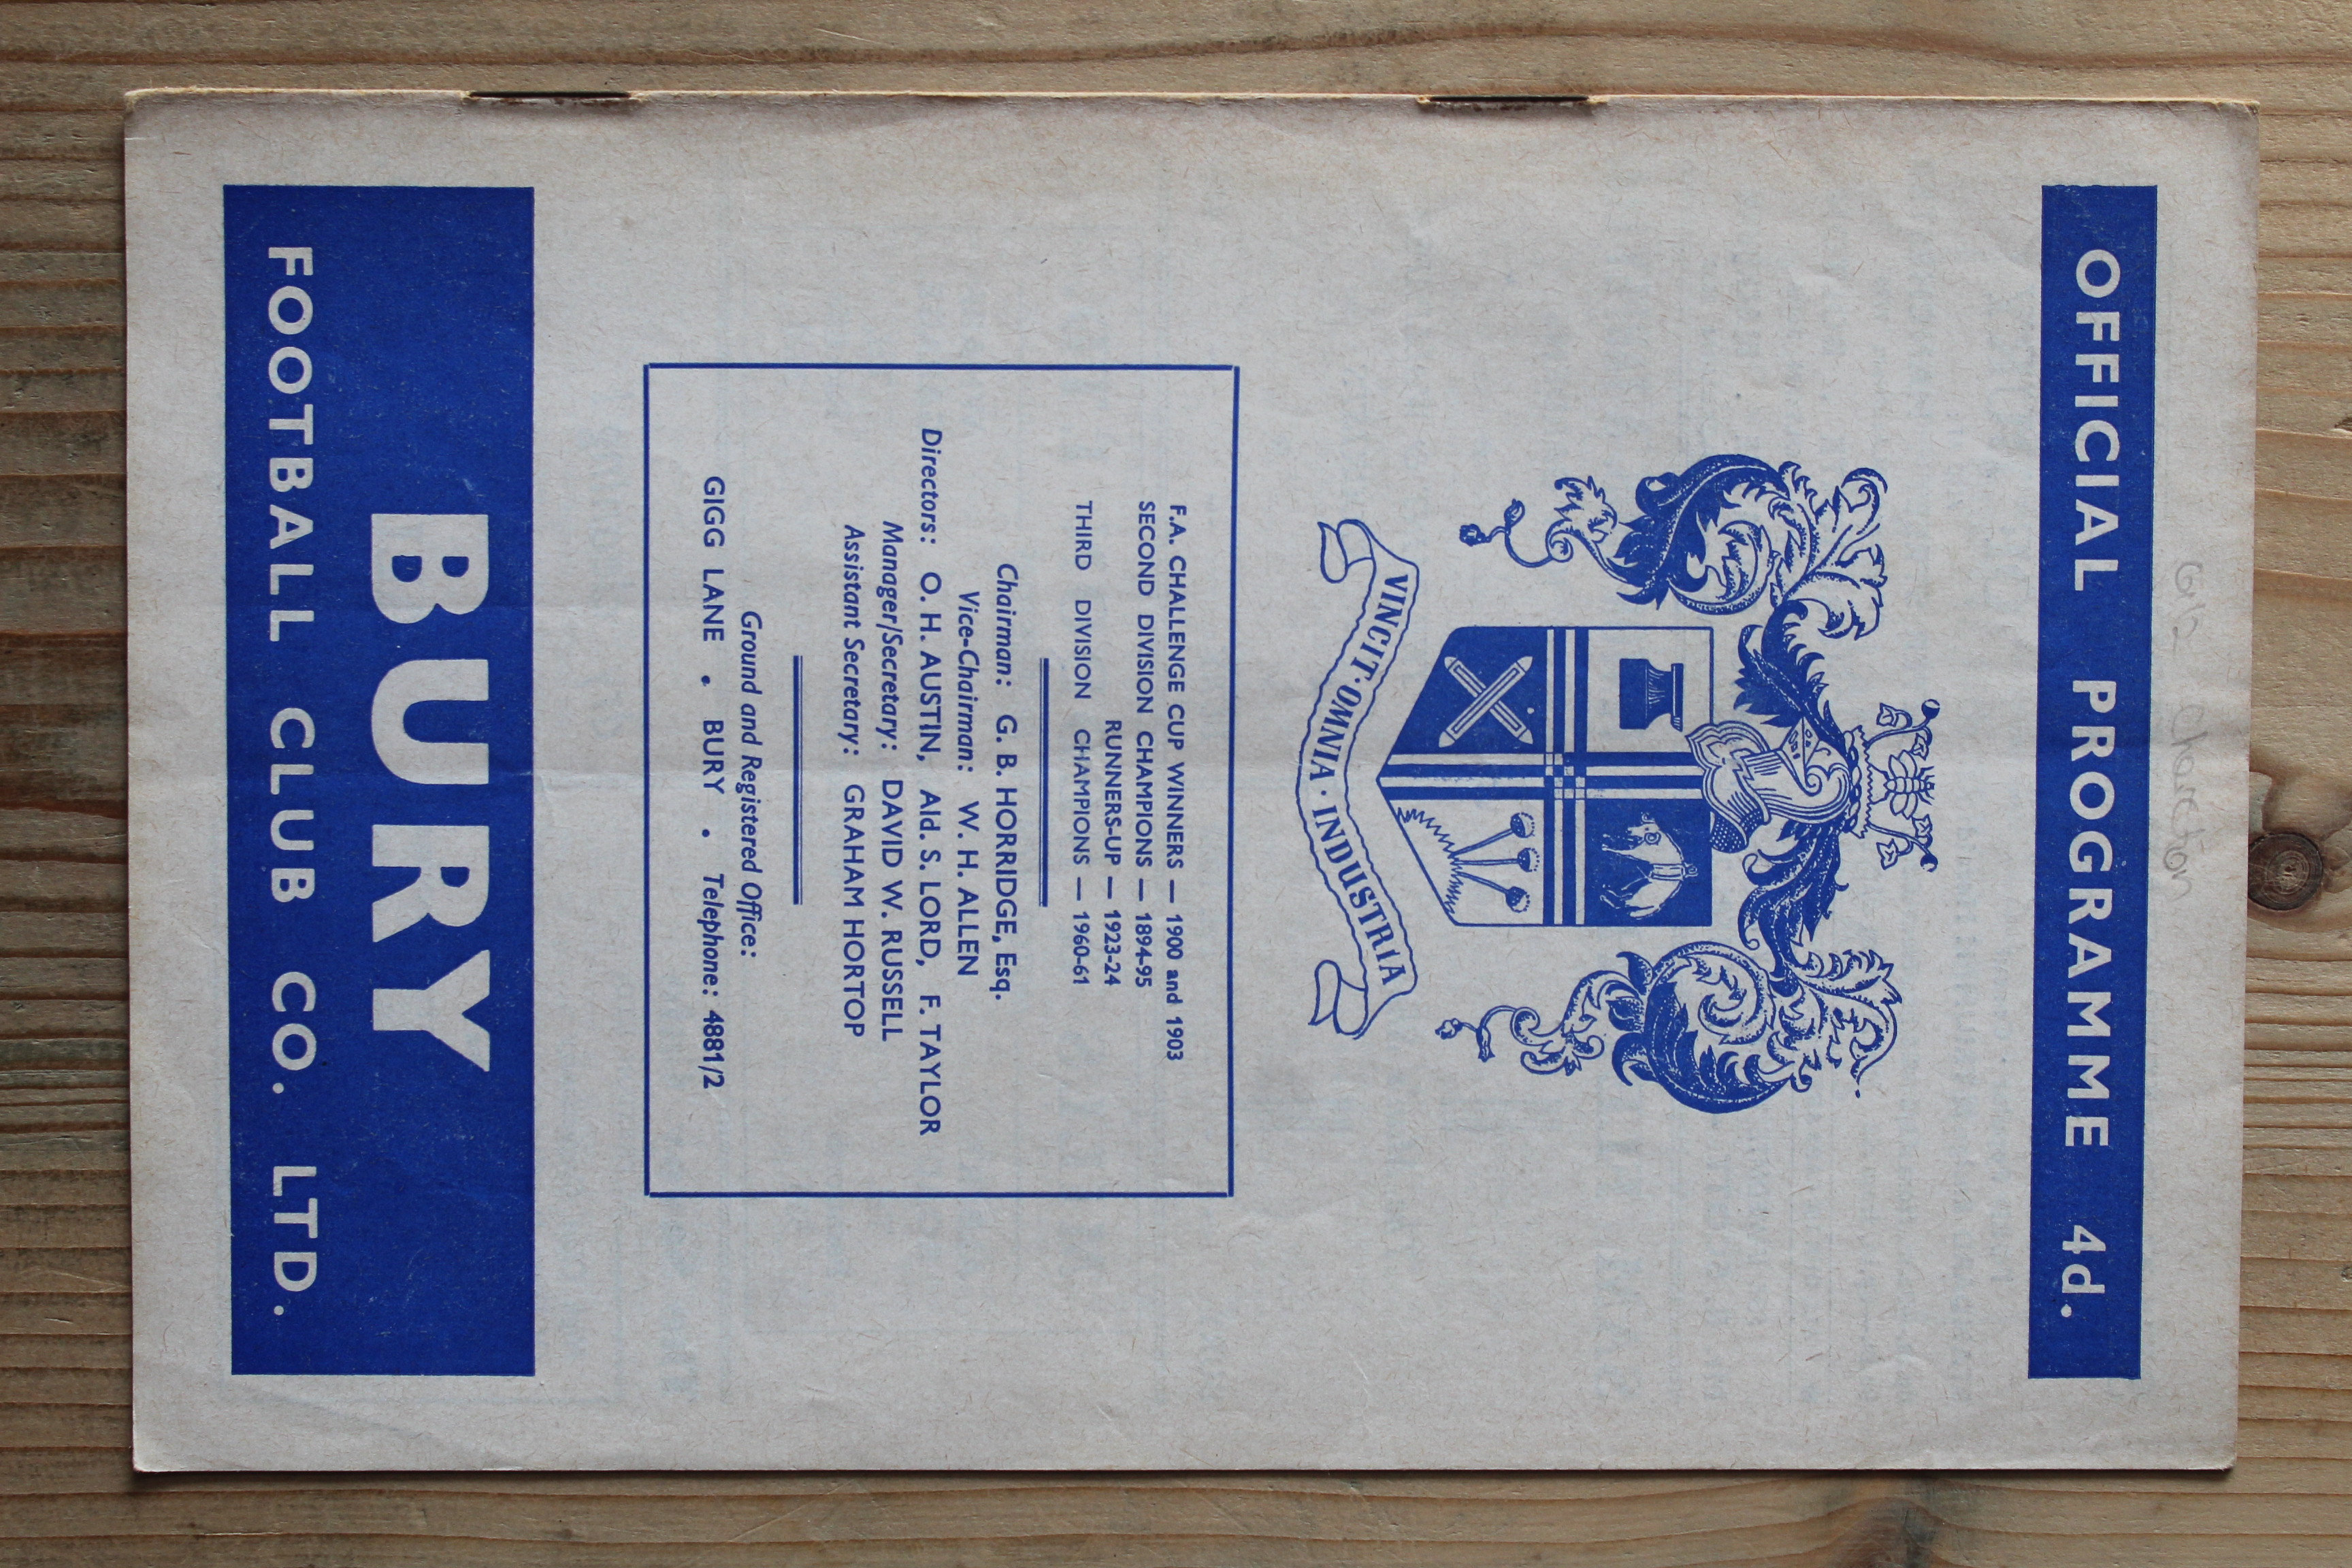 Charlton
OFFICIAL PROGRAMME 4d.
VINCIT · OMNIA · INDUSTRIA
F.A. CHALLENGE CUP WINNERS — 1900 and 1903
SECOND DIVISION CHAMPIONS — 1894-95
RUNNERS-UP — 1923-24
THIRD DIVISION CHAMPIONS — 1960-61
Chairman: G. B. HORRIDGE, Esq.
Vice-Chairman: W. H. ALLEN
Directors: O. H. AUSTIN, Ald. S. LORD, F. TAYLOR
Manager/Secretary: DAVID W. RUSSELL
Assistant Secretary: GRAHAM HORTOP
Ground and Registered Office:
GIGG LANE . BURY . Telephone: 4881/2
BURY
FOOTBALL CLUB CO. LTD.